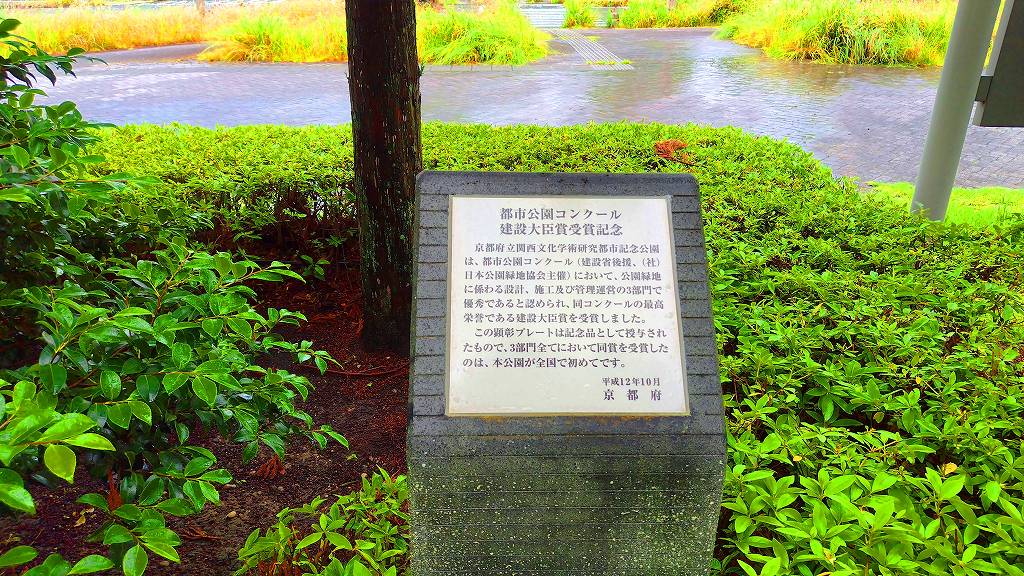 都市公園コンクール
建設大臣賞受賞記念
京都府立関西文化学術研究都市記念公園
は、都市公園コンクール（建設省後援、（社）
日本公園緑地協会主催）において、公園緑地
に係わる設計、施工及び管理運営の3部門で
優秀であると認められ、同コンクールの最高
栄誉である建設大臣賞を受賞しました。
この顕彰プレートは記念品として授与され
たもので、3部門全てにおいて同賞を受賞した
のは、本公園が全国で初めてです。
平成12年10月
京都府